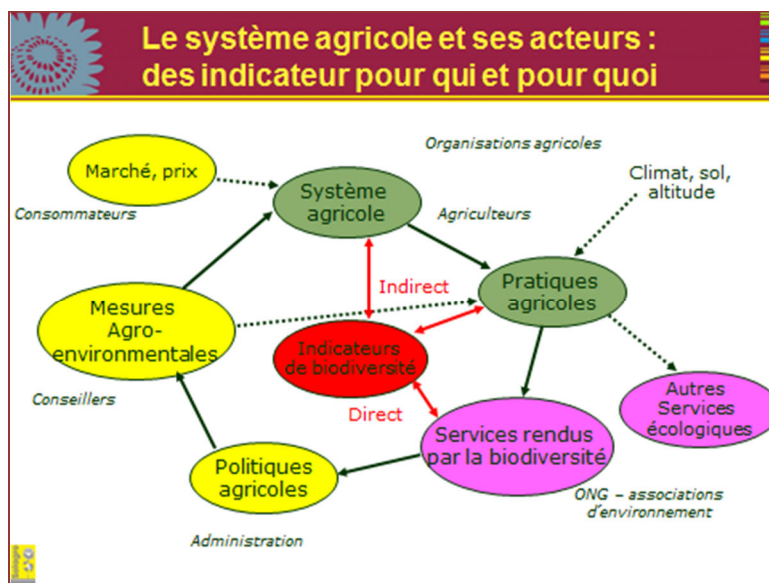 Le système agricole et ses acteurs :
des indicateur pour qui et pour quoi
Organisations agricoles
Marché, prix
Climat, sol,
altitude
Système
agricole
Consommateurs
Agriculteurs
Indirect
Pratiques
agricoles
Mesures
Agro-
environnementales
Indicateurs
de biodiversité
Conseillers
Direct
Autres
Services
écologiques
Services rendus
par la biodiversité
Politiques
agricoles
ONG – associations
d'environnement
Administration
Solagro